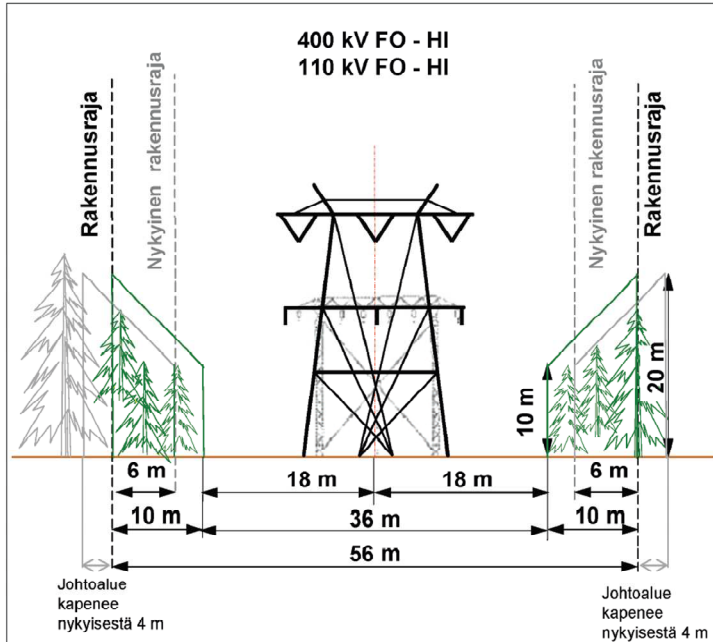 400 kV FO - HI
110 kV FO - HI
Rakennusraja
Nykyinen rakennusraja
Nykyinen rakennusraja
Rakennusraja
10 m
20 m
6 m
18 m
18 m
6 m
10 m
36 m
10 m
56 m
Johtoalue
kapenee
nykyisestä 4 m
Johtoalue
kapenee
nykyisestä 4 m